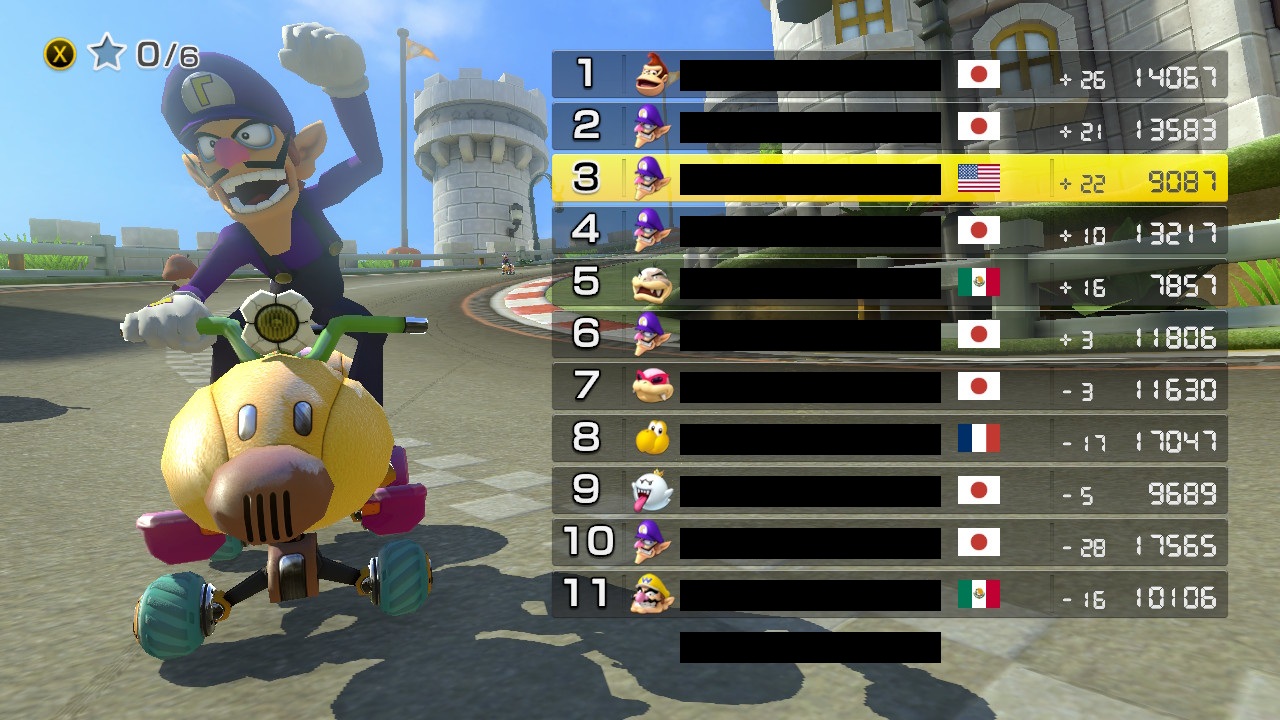 X 0/6
1 + 26 14067
2 + 21 13583
3 + 22 9087
4 + 10 13217
5 + 16 7857
6 + 3 11806
7 - 3 11630
8 - 17 17047
9 - 5 9689
10 - 28 17565
11 - 16 10106